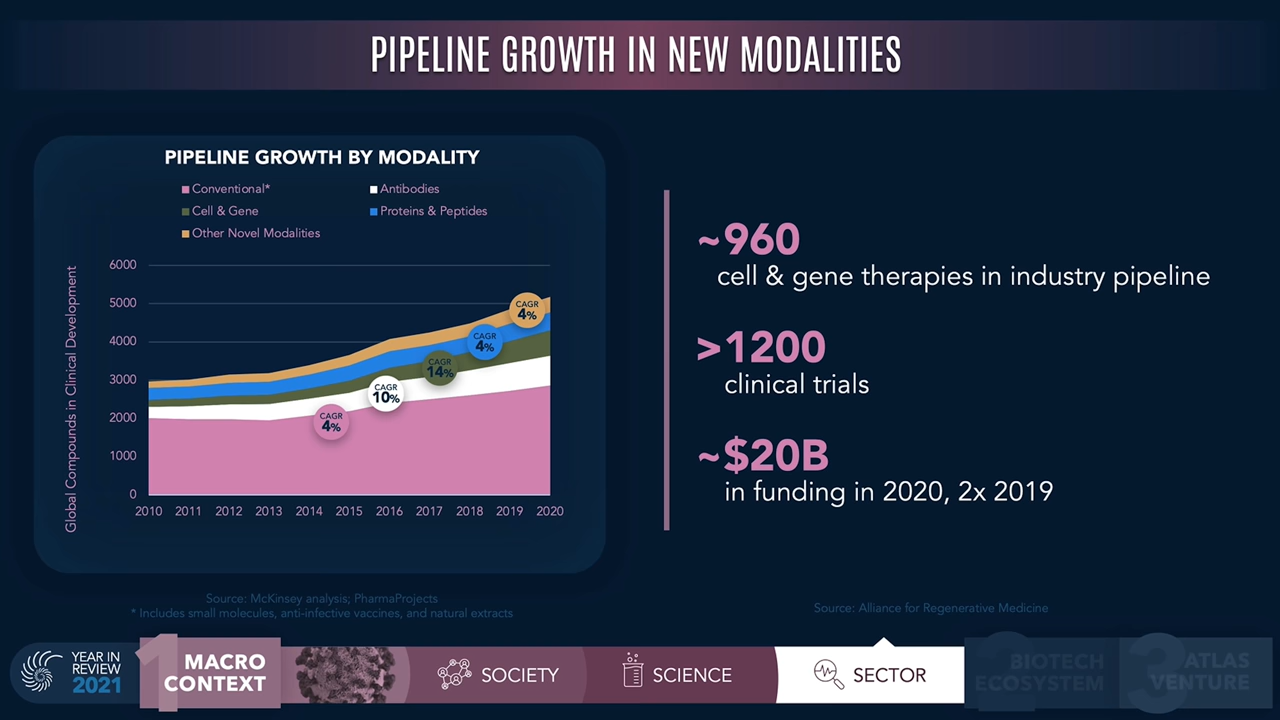 PIPELINE GROWTH IN NEW MODALITIES
PIPELINE GROWTH BY MODALITY
Conventional*
Antibodies
Cell & Gene
Proteins & Peptides
Other Novel Modalities
Global Compounds in Clinical Development
6000
5000
4000
3000
2000
1000
0
CAGR
4%
CAGR
10%
CAGR
14%
CAGR
4%
CAGR
4%
2010 2011 2012 2013 2014 2015 2016 2017 2018 2019 2020
~960
cell & gene therapies in industry pipeline
>1200
clinical trials
~$20B
in funding in 2020, 2x 2019
Source: McKinsey analysis; PharmaProjects
* Includes small molecules, anti-infective vaccines, and natural extracts
Source: Alliance for Regenerative Medicine
YEAR IN
REVIEW
2021
1
MACRO
CONTEXT
SOCIETY
SCIENCE
SECTOR
2
BIOTECH
ECOSYSTEM
3
ATLAS
VENTURE